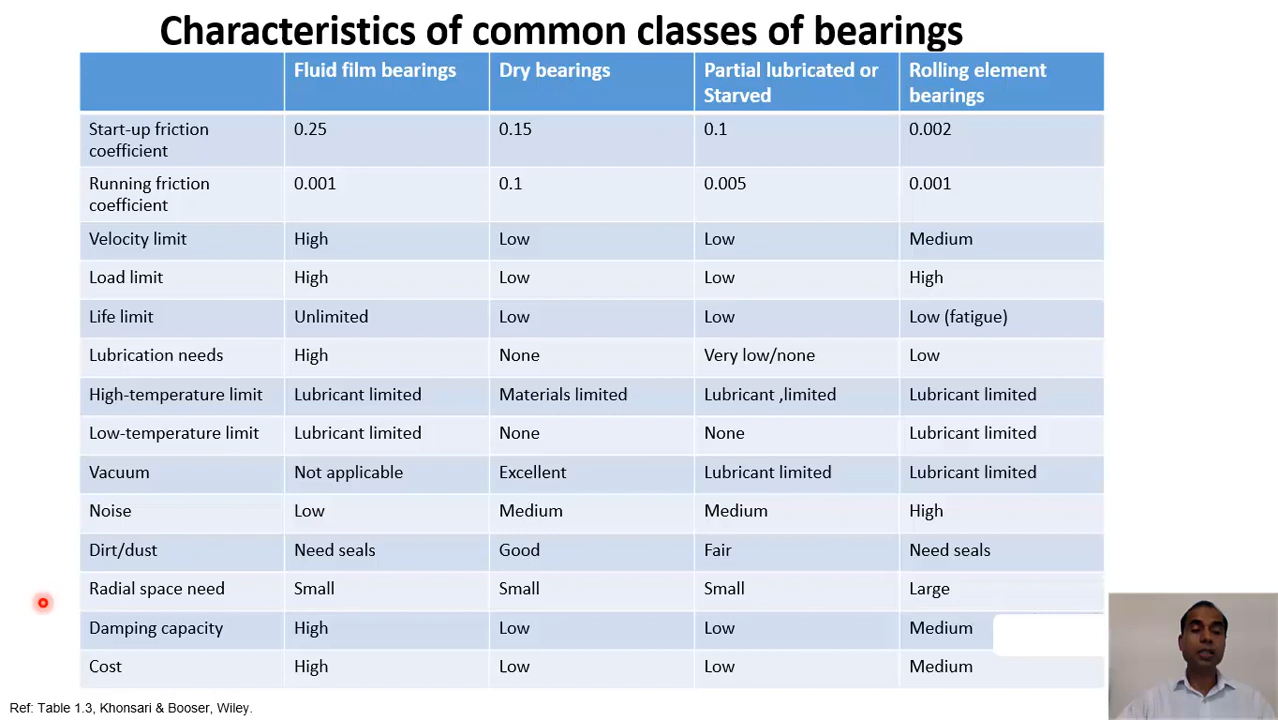 Characteristics of common classes of bearings
Fluid film bearings
Dry bearings
Partial lubricated or
Starved
Rolling element
bearings
Start-up friction
coefficient
0.25
0.15
0.1
0.002
Running friction
coefficient
0.001
0.1
0.005
0.001
Velocity limit
High
Low
Low
Medium
Load limit
High
Low
Low
High
Life limit
Unlimited
Low
Low
Low (fatigue)
Lubrication needs
High
None
Very low/none
Low
High-temperature limit
Lubricant limited
Materials limited
Lubricant ,limited
Lubricant limited
Low-temperature limit
Lubricant limited
None
None
Lubricant limited
Vacuum
Not applicable
Excellent
Lubricant limited
Lubricant limited
Noise
Low
Medium
Medium
High
Dirt/dust
Need seals
Good
Fair
Need seals
Radial space need
Small
Small
Small
Large
Damping capacity
High
Low
Low
Medium
Cost
High
Low
Low
Medium
Ref: Table 1.3, Khonsari & Booser, Wiley.